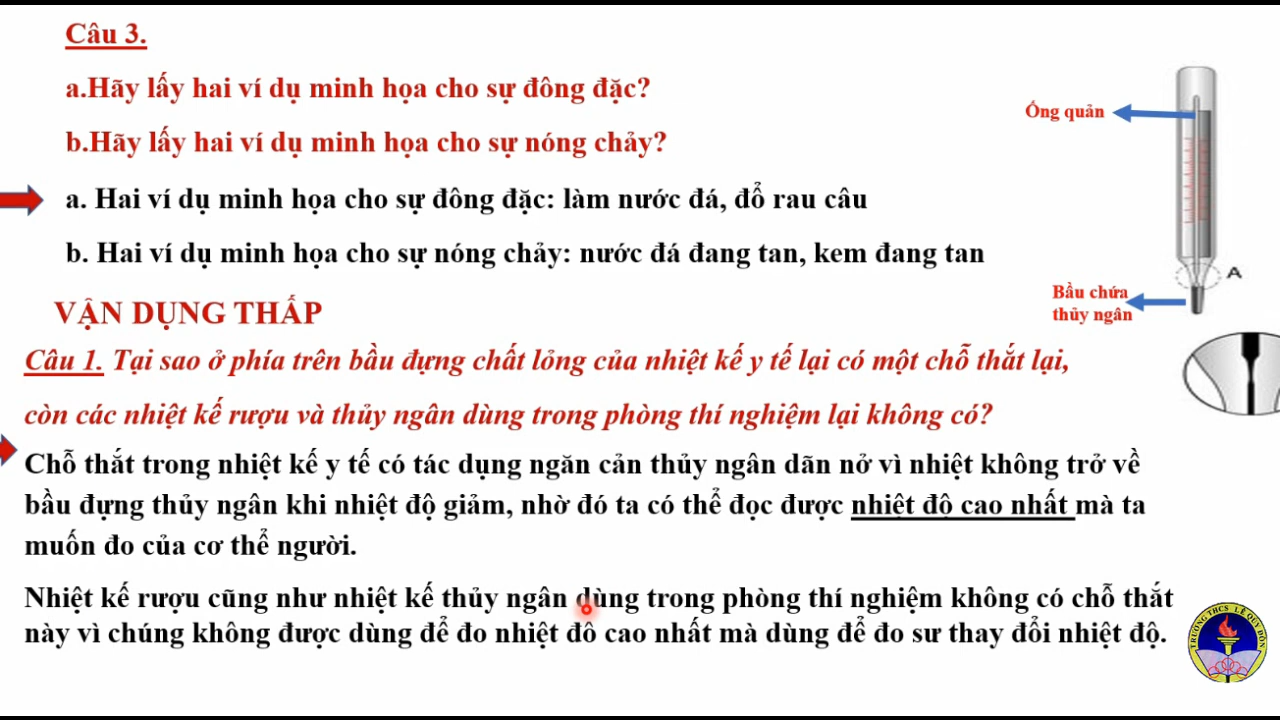 Câu 3.
a.Hãy lấy hai ví dụ minh họa cho sự đông đặc?
b.Hãy lấy hai ví dụ minh họa cho sự nóng chảy?
a. Hai ví dụ minh họa cho sự đông đặc: làm nước đá, đổ rau câu
b. Hai ví dụ minh họa cho sự nóng chảy: nước đá đang tan, kem đang tan
Ống quản
A
Bầu chứa
thủy ngân
VẬN DỤNG THẤP
Câu 1. Tại sao ở phía trên bầu đựng chất lỏng của nhiệt kế y tế lại có một chỗ thắt lại,
còn các nhiệt kế rượu và thủy ngân dùng trong phòng thí nghiệm lại không có?
Chỗ thắt trong nhiệt kế y tế có tác dụng ngăn cản thủy ngân dãn nở vì nhiệt không trở về
bầu đựng thủy ngân khi nhiệt độ giảm, nhờ đó ta có thể đọc được nhiệt độ cao nhất mà ta
muốn đo của cơ thể người.
Nhiệt kế rượu cũng như nhiệt kế thủy ngân dùng trong phòng thí nghiệm không có chỗ thắt
này vì chúng không được dùng để đo nhiệt độ cao nhất mà dùng để đo sư thay đổi nhiệt độ.
TRƯỜNG THCS LÊ QUÝ ĐÔN